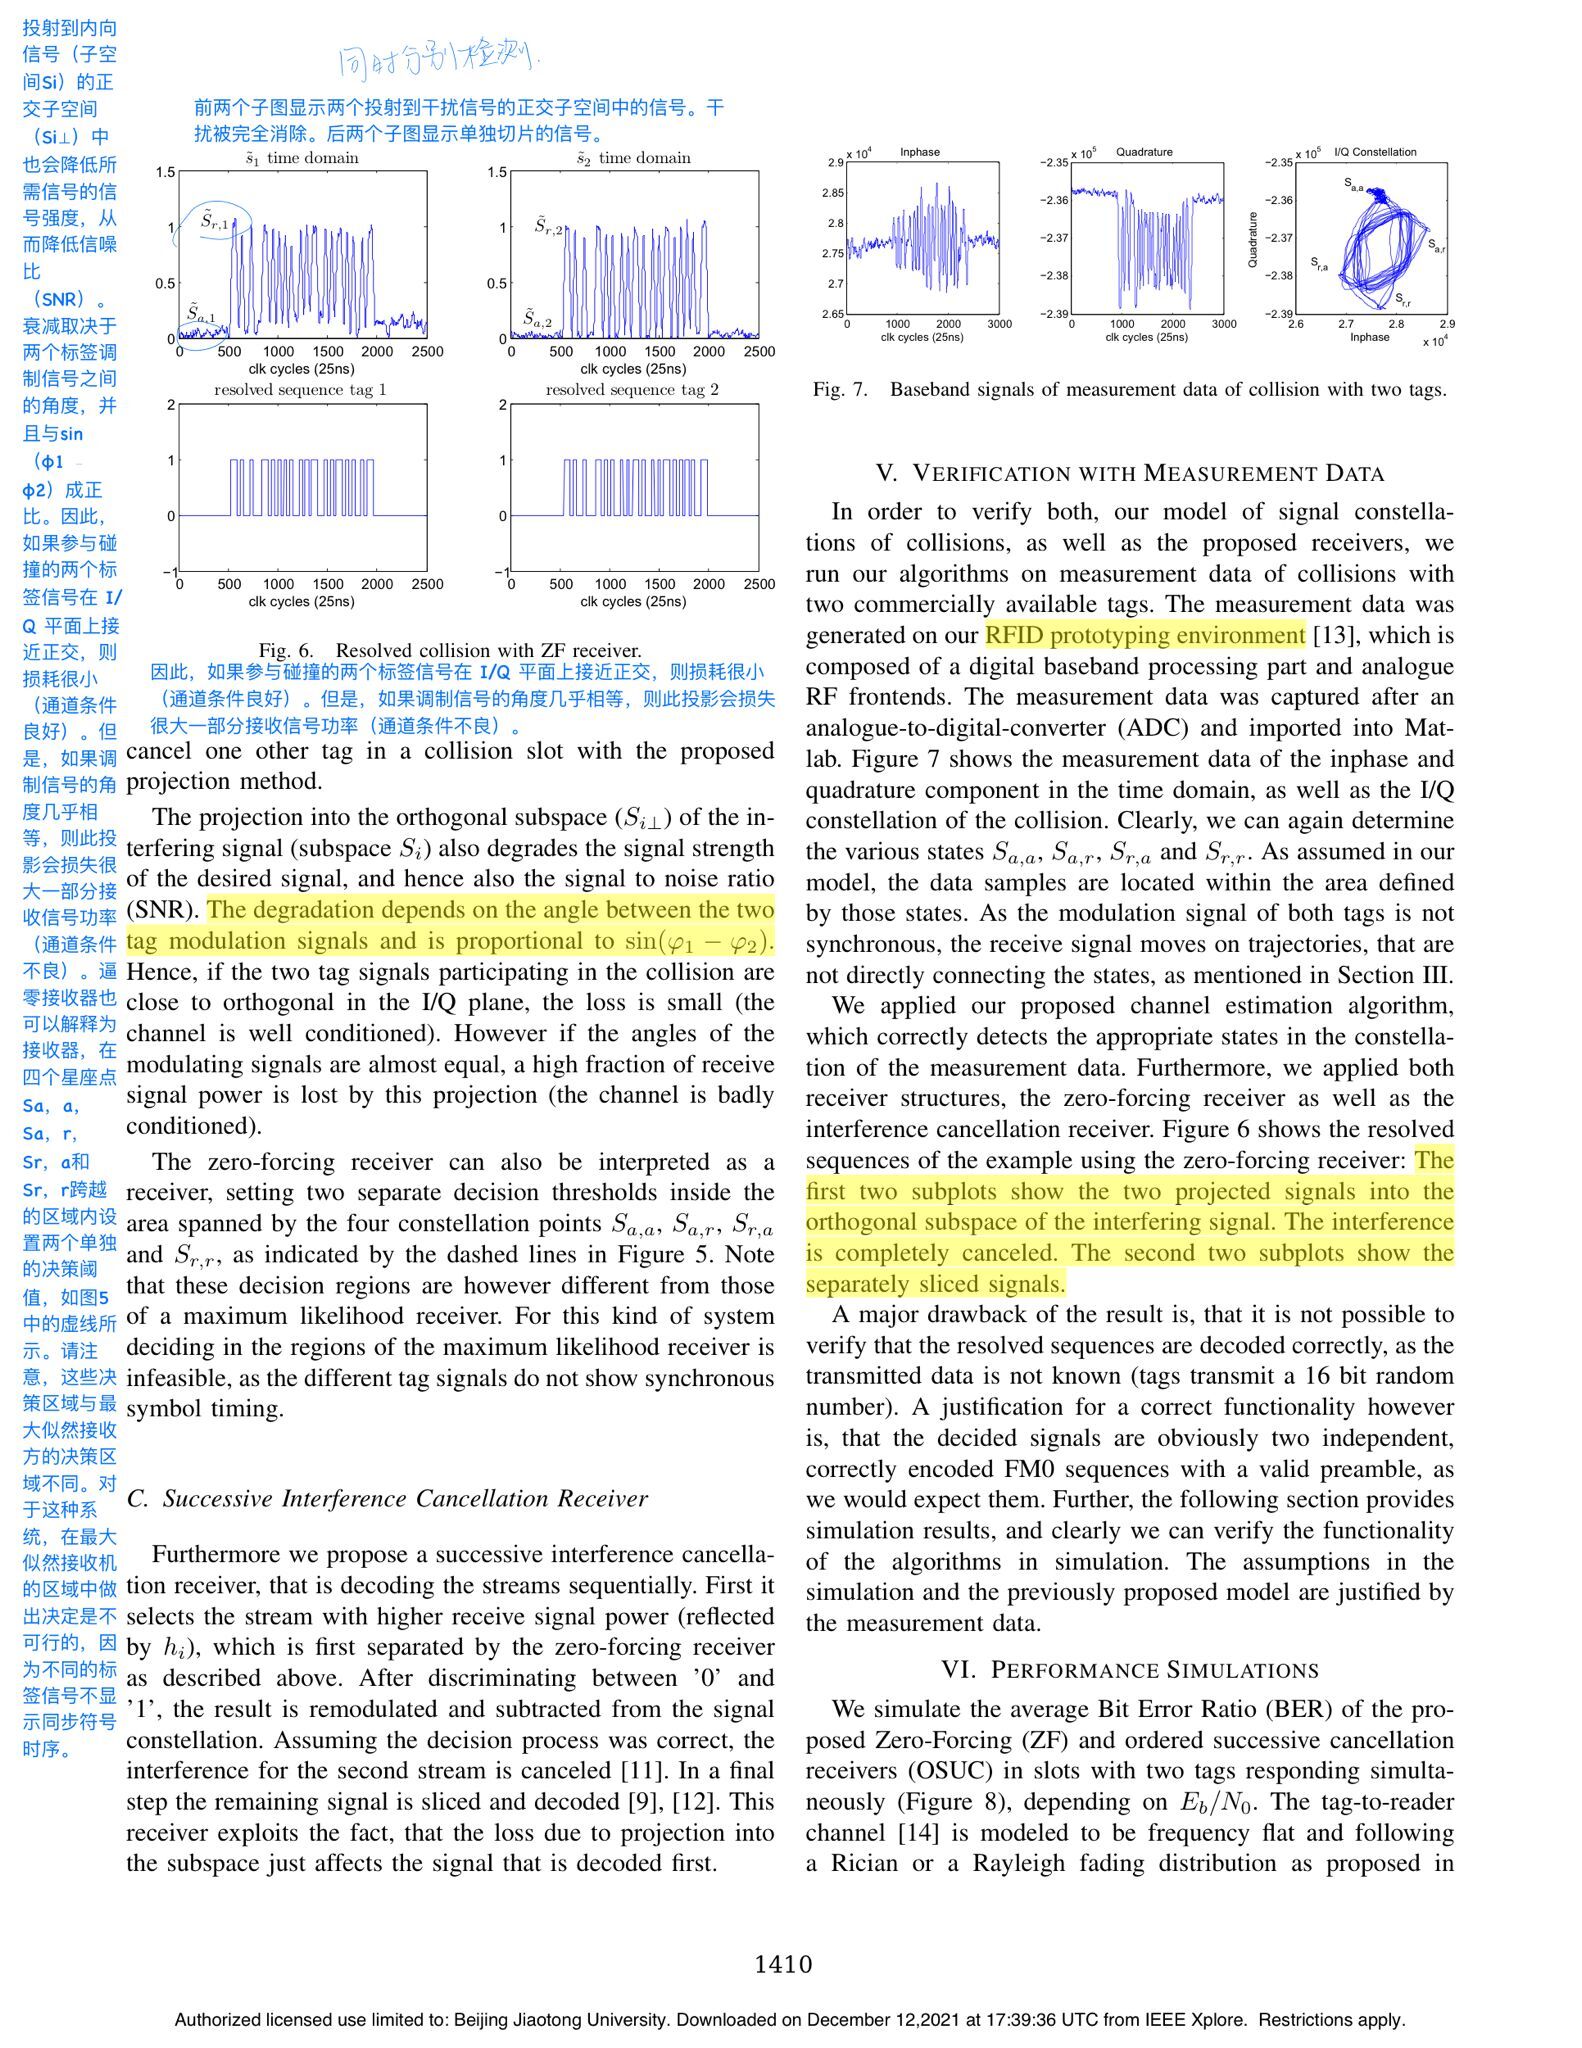 投射到内向
信号（子空
间Si）的正
交子空间
（Si⊥）中
也会降低所
需信号的信
号强度，从
而降低信噪
比
（SNR）。
衰减取决于
两个标签调
制信号之间
的角度，并
且与sin
（φ1 –
φ2）成正
比。因此，
如果参与碰
撞的两个标
签信号在 I/
Q 平面上接
近正交，则
损耗很小
（通道条件
良好）。但
是，如果调
制信号的角
度几乎相
等，则此投
影会损失很
大一部分接
收信号功率
（通道条件
不良）。逼
零接收器也
可以解释为
接收器，在
四个星座点
Sa，a，
Sa，r，
Sr，a和
Sr，r跨越
的区域内设
置两个单独
的决策阈
值，如图5
中的虚线所
示。请注
意，这些决
策区域与最
大似然接收
方的决策区
域不同。对
于这种系
统，在最大
似然接收机
的区域中做
出决定是不
可行的，因
为不同的标
签信号不显
示同步符号
时序。
同时分别检测.
前两个子图显示两个投射到干扰信号的正交子空间中的信号。干
扰被完全消除。后两个子图显示单独切片的信号。
s̃1 time domain
1.5
1
0.5
0
S̃r,1
S̃a,1
0 500 1000 1500 2000 2500
clk cycles (25ns)
s̃2 time domain
1.5
1
0.5
0
S̃r,2
S̃a,2
0 500 1000 1500 2000 2500
clk cycles (25ns)
resolved sequence tag 1
2
1
0
−1
0 500 1000 1500 2000 2500
clk cycles (25ns)
resolved sequence tag 2
2
1
0
−1
0 500 1000 1500 2000 2500
clk cycles (25ns)
Fig. 6. Resolved collision with ZF receiver.
因此，如果参与碰撞的两个标签信号在 I/Q 平面上接近正交，则损耗很小
（通道条件良好）。但是，如果调制信号的角度几乎相等，则此投影会损失
很大一部分接收信号功率（通道条件不良）。
cancel one other tag in a collision slot with the proposed
projection method.
The projection into the orthogonal subspace (Si⊥) of the in-
terfering signal (subspace Si) also degrades the signal strength
of the desired signal, and hence also the signal to noise ratio
(SNR). The degradation depends on the angle between the two
tag modulation signals and is proportional to sin(φ1 − φ2).
Hence, if the two tag signals participating in the collision are
close to orthogonal in the I/Q plane, the loss is small (the
channel is well conditioned). However if the angles of the
modulating signals are almost equal, a high fraction of receive
signal power is lost by this projection (the channel is badly
conditioned).
The zero-forcing receiver can also be interpreted as a
receiver, setting two separate decision thresholds inside the
area spanned by the four constellation points Sa,a, Sa,r, Sr,a
and Sr,r, as indicated by the dashed lines in Figure 5. Note
that these decision regions are however different from those
of a maximum likelihood receiver. For this kind of system
deciding in the regions of the maximum likelihood receiver is
infeasible, as the different tag signals do not show synchronous
symbol timing.
C. Successive Interference Cancellation Receiver
Furthermore we propose a successive interference cancella-
tion receiver, that is decoding the streams sequentially. First it
selects the stream with higher receive signal power (reflected
by hi), which is first separated by the zero-forcing receiver
as described above. After discriminating between ’0’ and
’1’, the result is remodulated and subtracted from the signal
constellation. Assuming the decision process was correct, the
interference for the second stream is canceled [11]. In a final
step the remaining signal is sliced and decoded [9], [12]. This
receiver exploits the fact, that the loss due to projection into
the subspace just affects the signal that is decoded first.
2.9 x 10^4 Inphase
2.85
2.8
2.75
2.7
2.65
0 1000 2000 3000
clk cycles (25ns)
−2.35 x 10^5 Quadrature
−2.36
−2.37
−2.38
−2.39
0 1000 2000 3000
clk cycles (25ns)
−2.35 x 10^5 I/Q Constellation
−2.36
−2.37
−2.38
−2.39
Quadrature
Sa,a
Sa,r
Sr,a
Sr,r
2.6 2.7 2.8 2.9
Inphase x 10^4
Fig. 7. Baseband signals of measurement data of collision with two tags.
V. VERIFICATION WITH MEASUREMENT DATA
In order to verify both, our model of signal constella-
tions of collisions, as well as the proposed receivers, we
run our algorithms on measurement data of collisions with
two commercially available tags. The measurement data was
generated on our RFID prototyping environment [13], which is
composed of a digital baseband processing part and analogue
RF frontends. The measurement data was captured after an
analogue-to-digital-converter (ADC) and imported into Mat-
lab. Figure 7 shows the measurement data of the inphase and
quadrature component in the time domain, as well as the I/Q
constellation of the collision. Clearly, we can again determine
the various states Sa,a, Sa,r, Sr,a and Sr,r. As assumed in our
model, the data samples are located within the area defined
by those states. As the modulation signal of both tags is not
synchronous, the receive signal moves on trajectories, that are
not directly connecting the states, as mentioned in Section III.
We applied our proposed channel estimation algorithm,
which correctly detects the appropriate states in the constella-
tion of the measurement data. Furthermore, we applied both
receiver structures, the zero-forcing receiver as well as the
interference cancellation receiver. Figure 6 shows the resolved
sequences of the example using the zero-forcing receiver: The
first two subplots show the two projected signals into the
orthogonal subspace of the interfering signal. The interference
is completely canceled. The second two subplots show the
separately sliced signals.
A major drawback of the result is, that it is not possible to
verify that the resolved sequences are decoded correctly, as the
transmitted data is not known (tags transmit a 16 bit random
number). A justification for a correct functionality however
is, that the decided signals are obviously two independent,
correctly encoded FM0 sequences with a valid preamble, as
we would expect them. Further, the following section provides
simulation results, and clearly we can verify the functionality
of the algorithms in simulation. The assumptions in the
simulation and the previously proposed model are justified by
the measurement data.
VI. PERFORMANCE SIMULATIONS
We simulate the average Bit Error Ratio (BER) of the pro-
posed Zero-Forcing (ZF) and ordered successive cancellation
receivers (OSUC) in slots with two tags responding simulta-
neously (Figure 8), depending on Eb/N0. The tag-to-reader
channel [14] is modeled to be frequency flat and following
a Rician or a Rayleigh fading distribution as proposed in
1410
Authorized licensed use limited to: Beijing Jiaotong University. Downloaded on December 12,2021 at 17:39:36 UTC from IEEE Xplore. Restrictions apply.